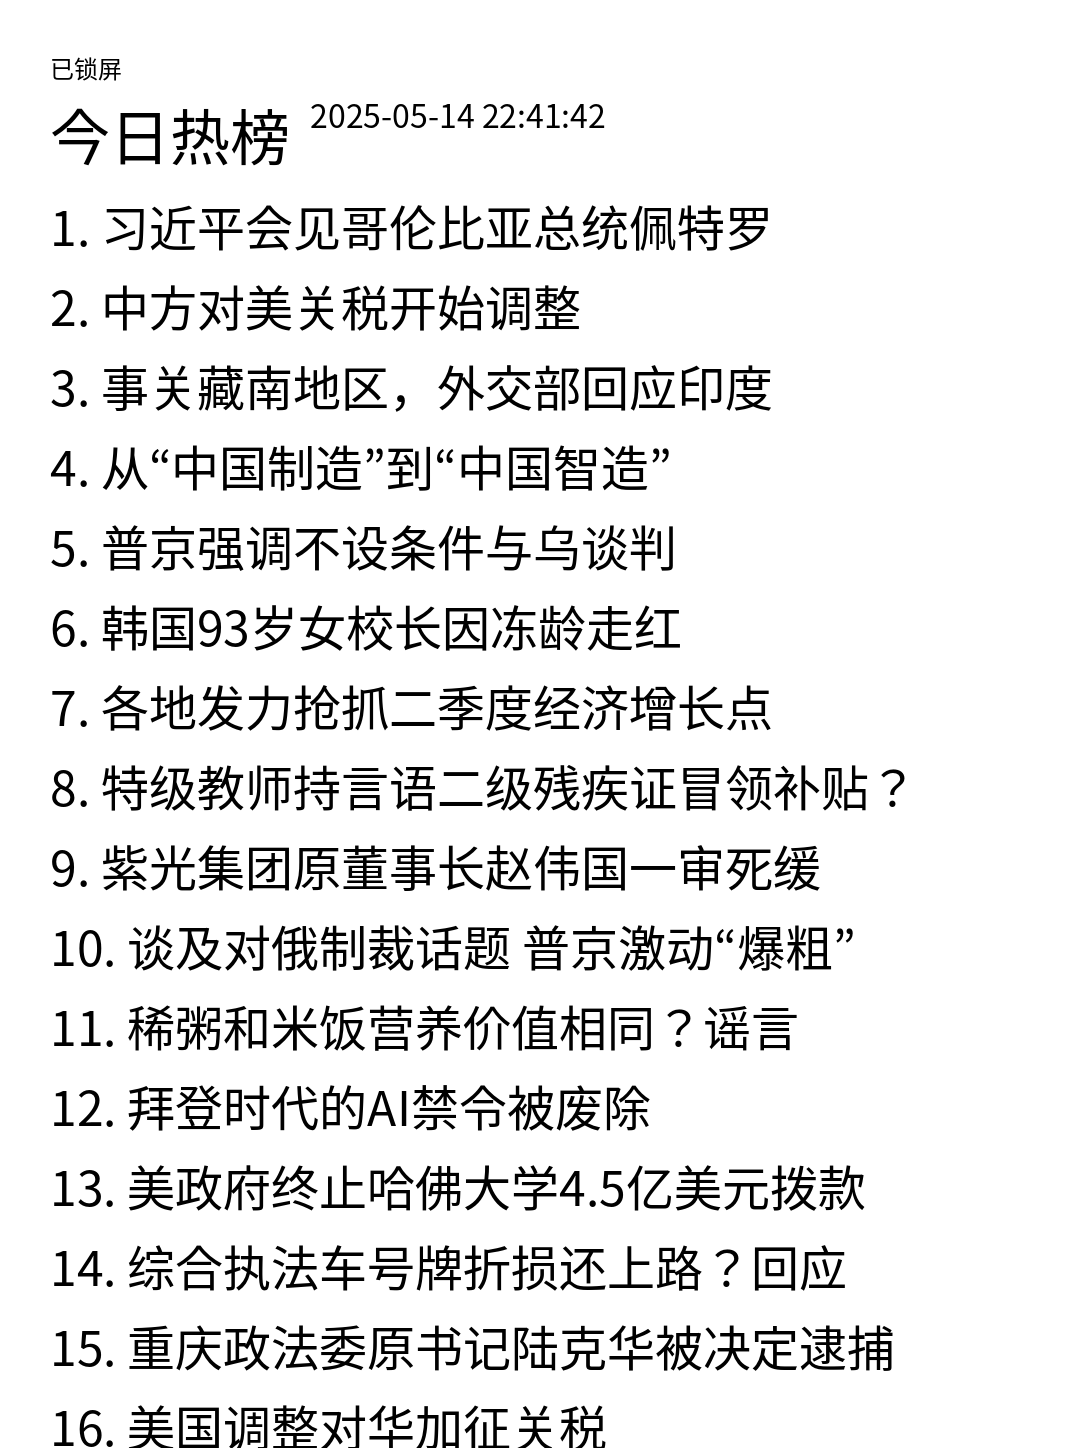 已锁屏
今日热榜 2025-05-14 22:41:42
1. 习近平会见哥伦比亚总统佩特罗
2. 中方对美关税开始调整
3. 事关藏南地区，外交部回应印度
4. 从“中国制造”到“中国智造”
5. 普京强调不设条件与乌谈判
6. 韩国93岁女校长因冻龄走红
7. 各地发力抢抓二季度经济增长点
8. 特级教师持言语二级残疾证冒领补贴？
9. 紫光集团原董事长赵伟国一审死缓
10. 谈及对俄制裁话题 普京激动“爆粗”
11. 稀粥和米饭营养价值相同？谣言
12. 拜登时代的AI禁令被废除
13. 美政府终止哈佛大学4.5亿美元拨款
14. 综合执法车号牌折损还上路？回应
15. 重庆政法委原书记陆克华被决定逮捕
16. 美国调整对华加征关税